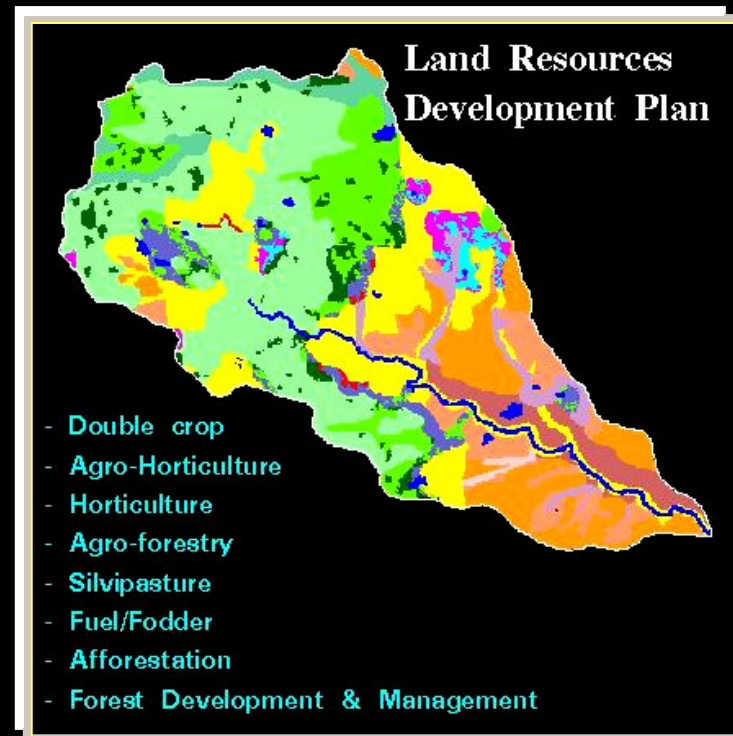 Land Resources
Development Plan
- Double crop
- Agro-Horticulture
- Horticulture
- Agro-forestry
- Silvipasture
- Fuel/Fodder
- Afforestation
- Forest Development & Management